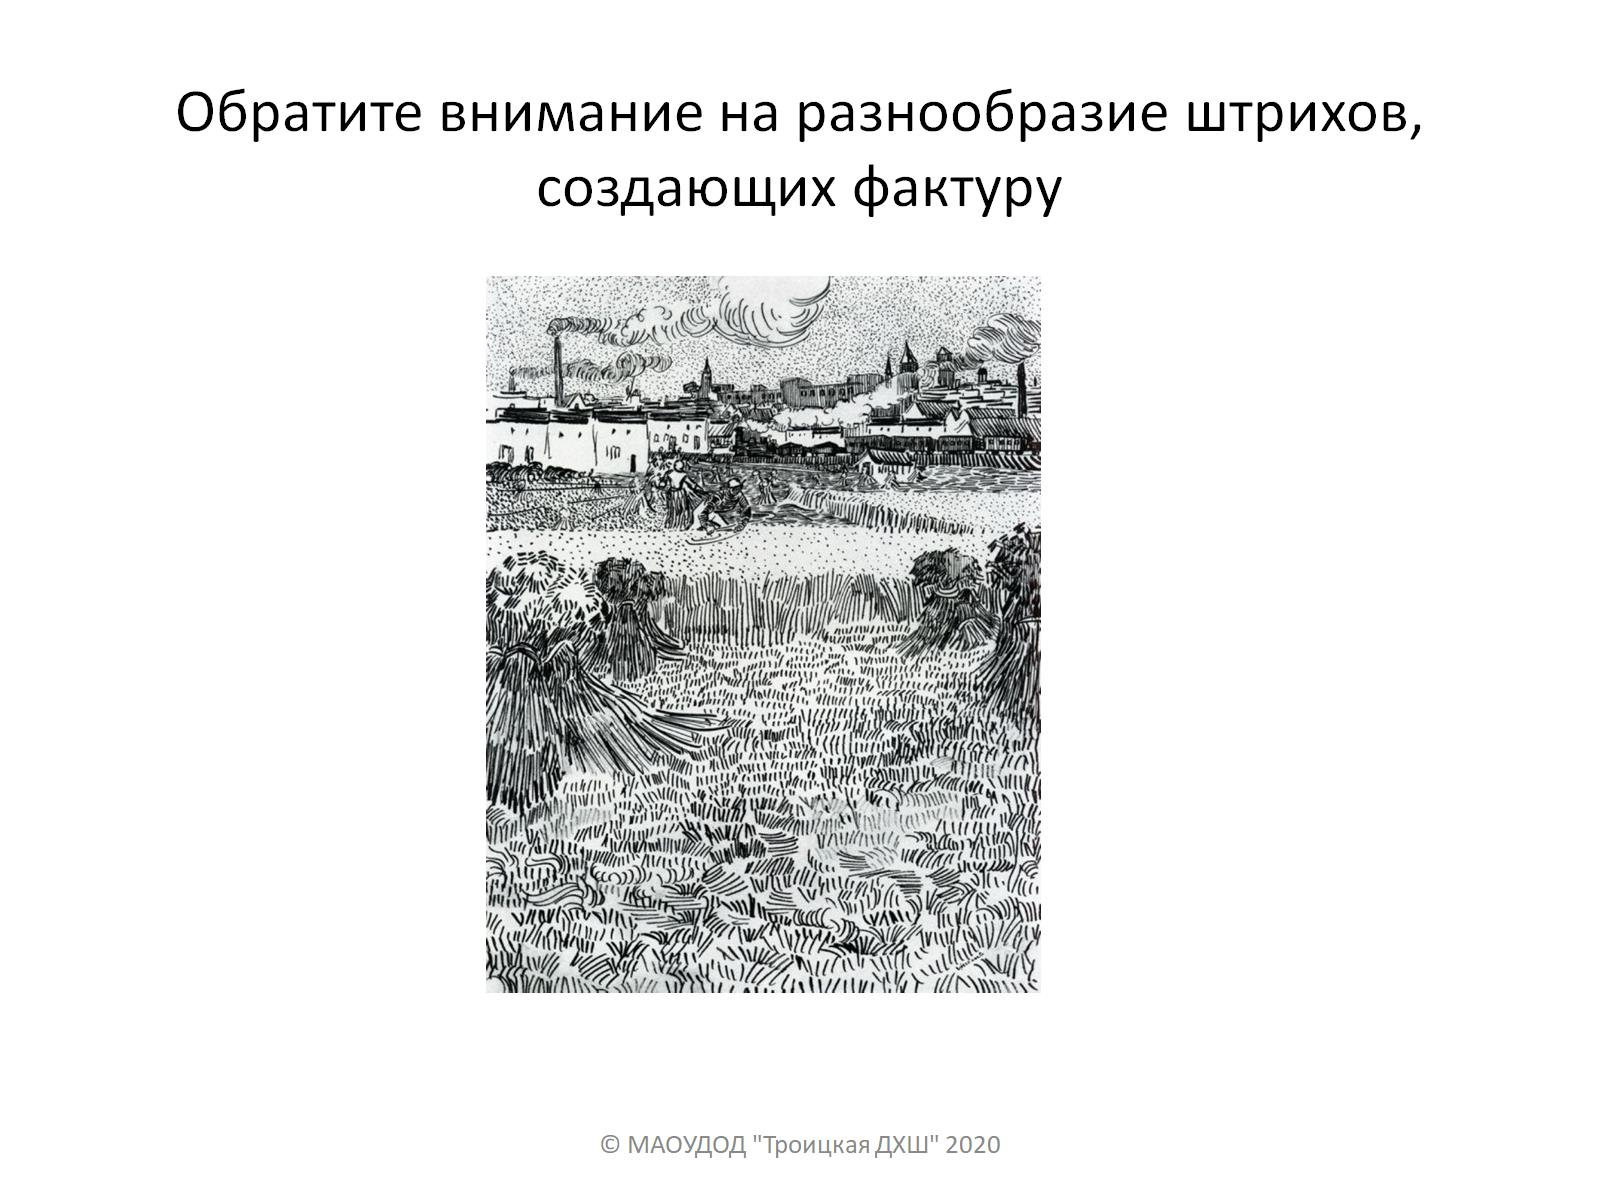 Обратите внимание на разнообразие штрихов,
создающих фактуру
© МАОУДОД "Троицкая ДХШ" 2020